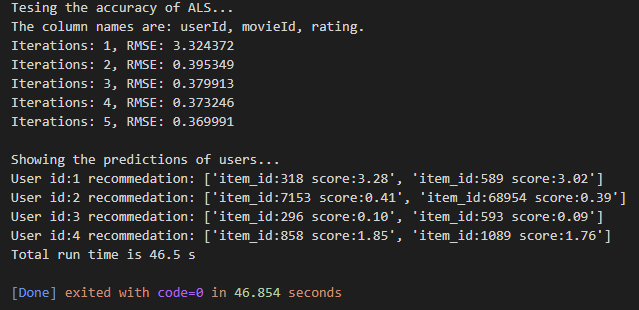 Tesing the accuracy of ALS...
The column names are: userId, movieId, rating.
Iterations: 1, RMSE: 3.324372
Iterations: 2, RMSE: 0.395349
Iterations: 3, RMSE: 0.379913
Iterations: 4, RMSE: 0.373246
Iterations: 5, RMSE: 0.369991
Showing the predictions of users...
User id:1 recommedation: ['item_id:318 score:3.28', 'item_id:589 score:3.02']
User id:2 recommedation: ['item_id:7153 score:0.41', 'item_id:68954 score:0.39']
User id:3 recommedation: ['item_id:296 score:0.10', 'item_id:593 score:0.09']
User id:4 recommedation: ['item_id:858 score:1.85', 'item_id:1089 score:1.76']
Total run time is 46.5 s
[Done] exited with code=0 in 46.854 seconds